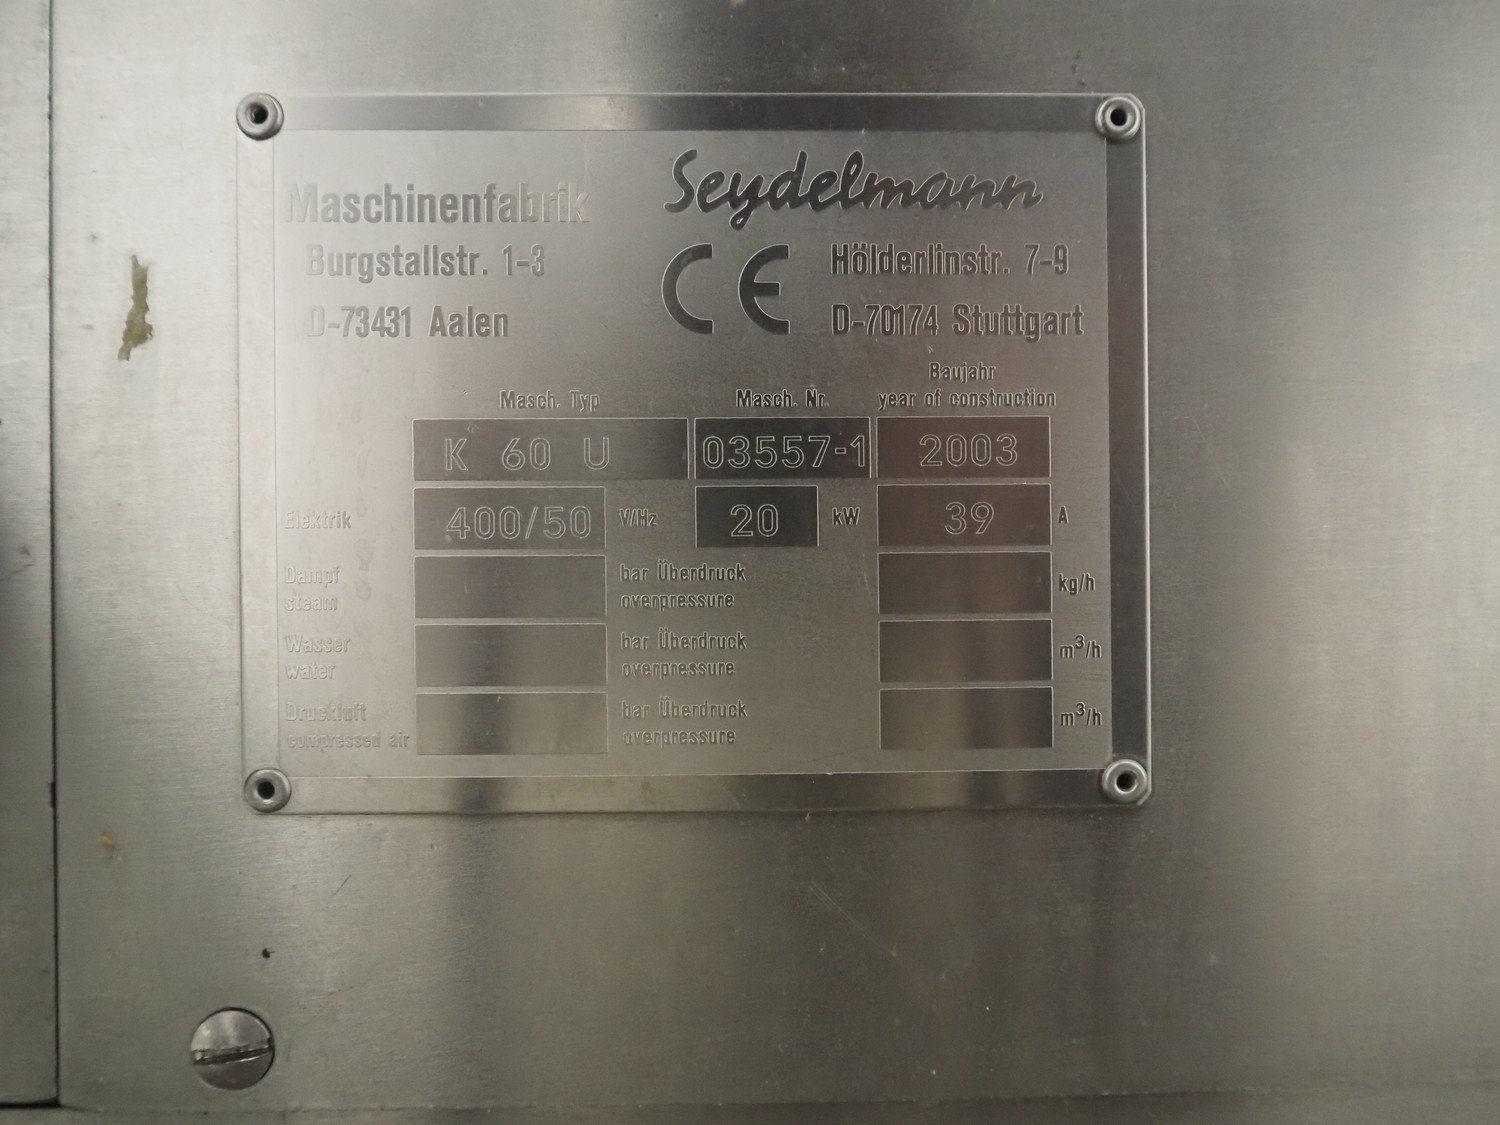 Maschinenfabrik Seydelmann
Burgstallstr. 1-3 CE Hölderlinstr. 7-9
D-73431 Aalen D-70174 Stuttgart
Masch. Typ Masch. Nr. Baujahr
year of construction
K 60 U 03557-1 2003
Elektrik 400/50 V/Hz 20 kW 39 A
Dampf bar Überdruck kg/h
steam overpressure
Wasser bar Überdruck m³/h
water overpressure
Druckluft bar Überdruck m³/h
compressed air overpressure